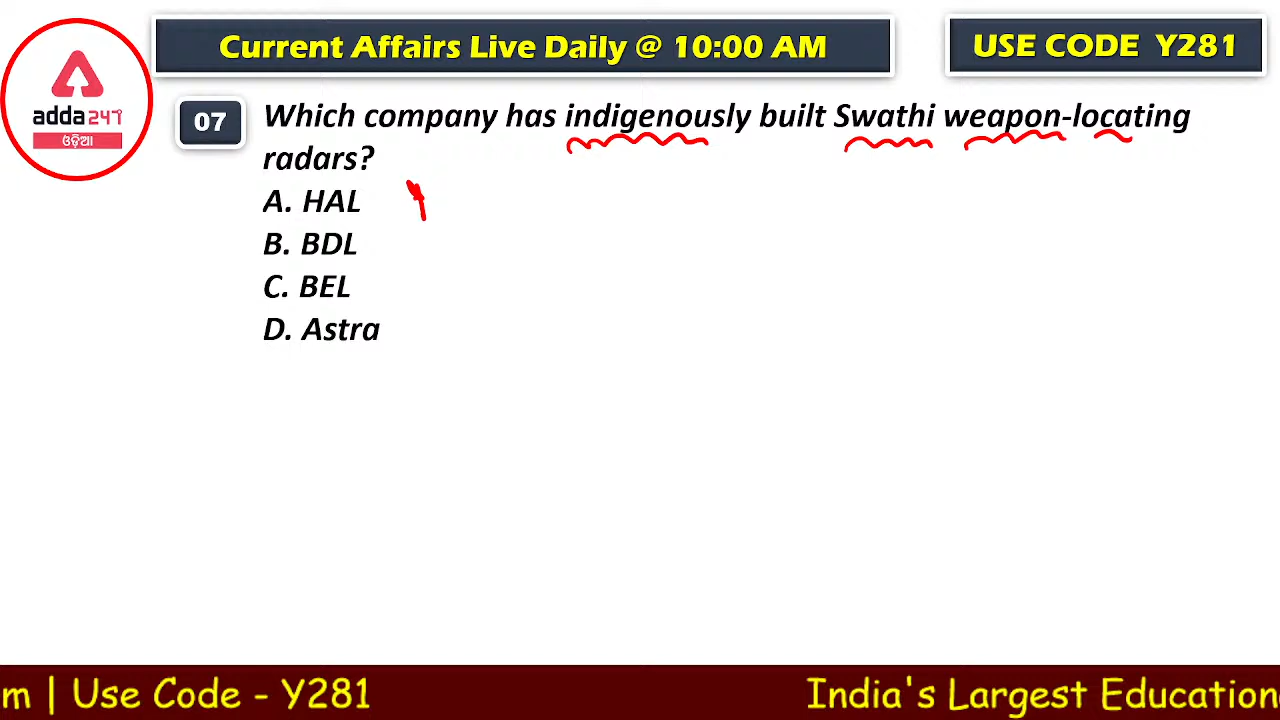 Current Affairs Live Daily @ 10:00 AM
USE CODE Y281
adda247
ଓଡ଼ିଆ
07
Which company has indigenously built Swathi weapon-locating
radars?
A. HAL
B. BDL
C. BEL
D. Astra
m | Use Code - Y281
India's Largest Education